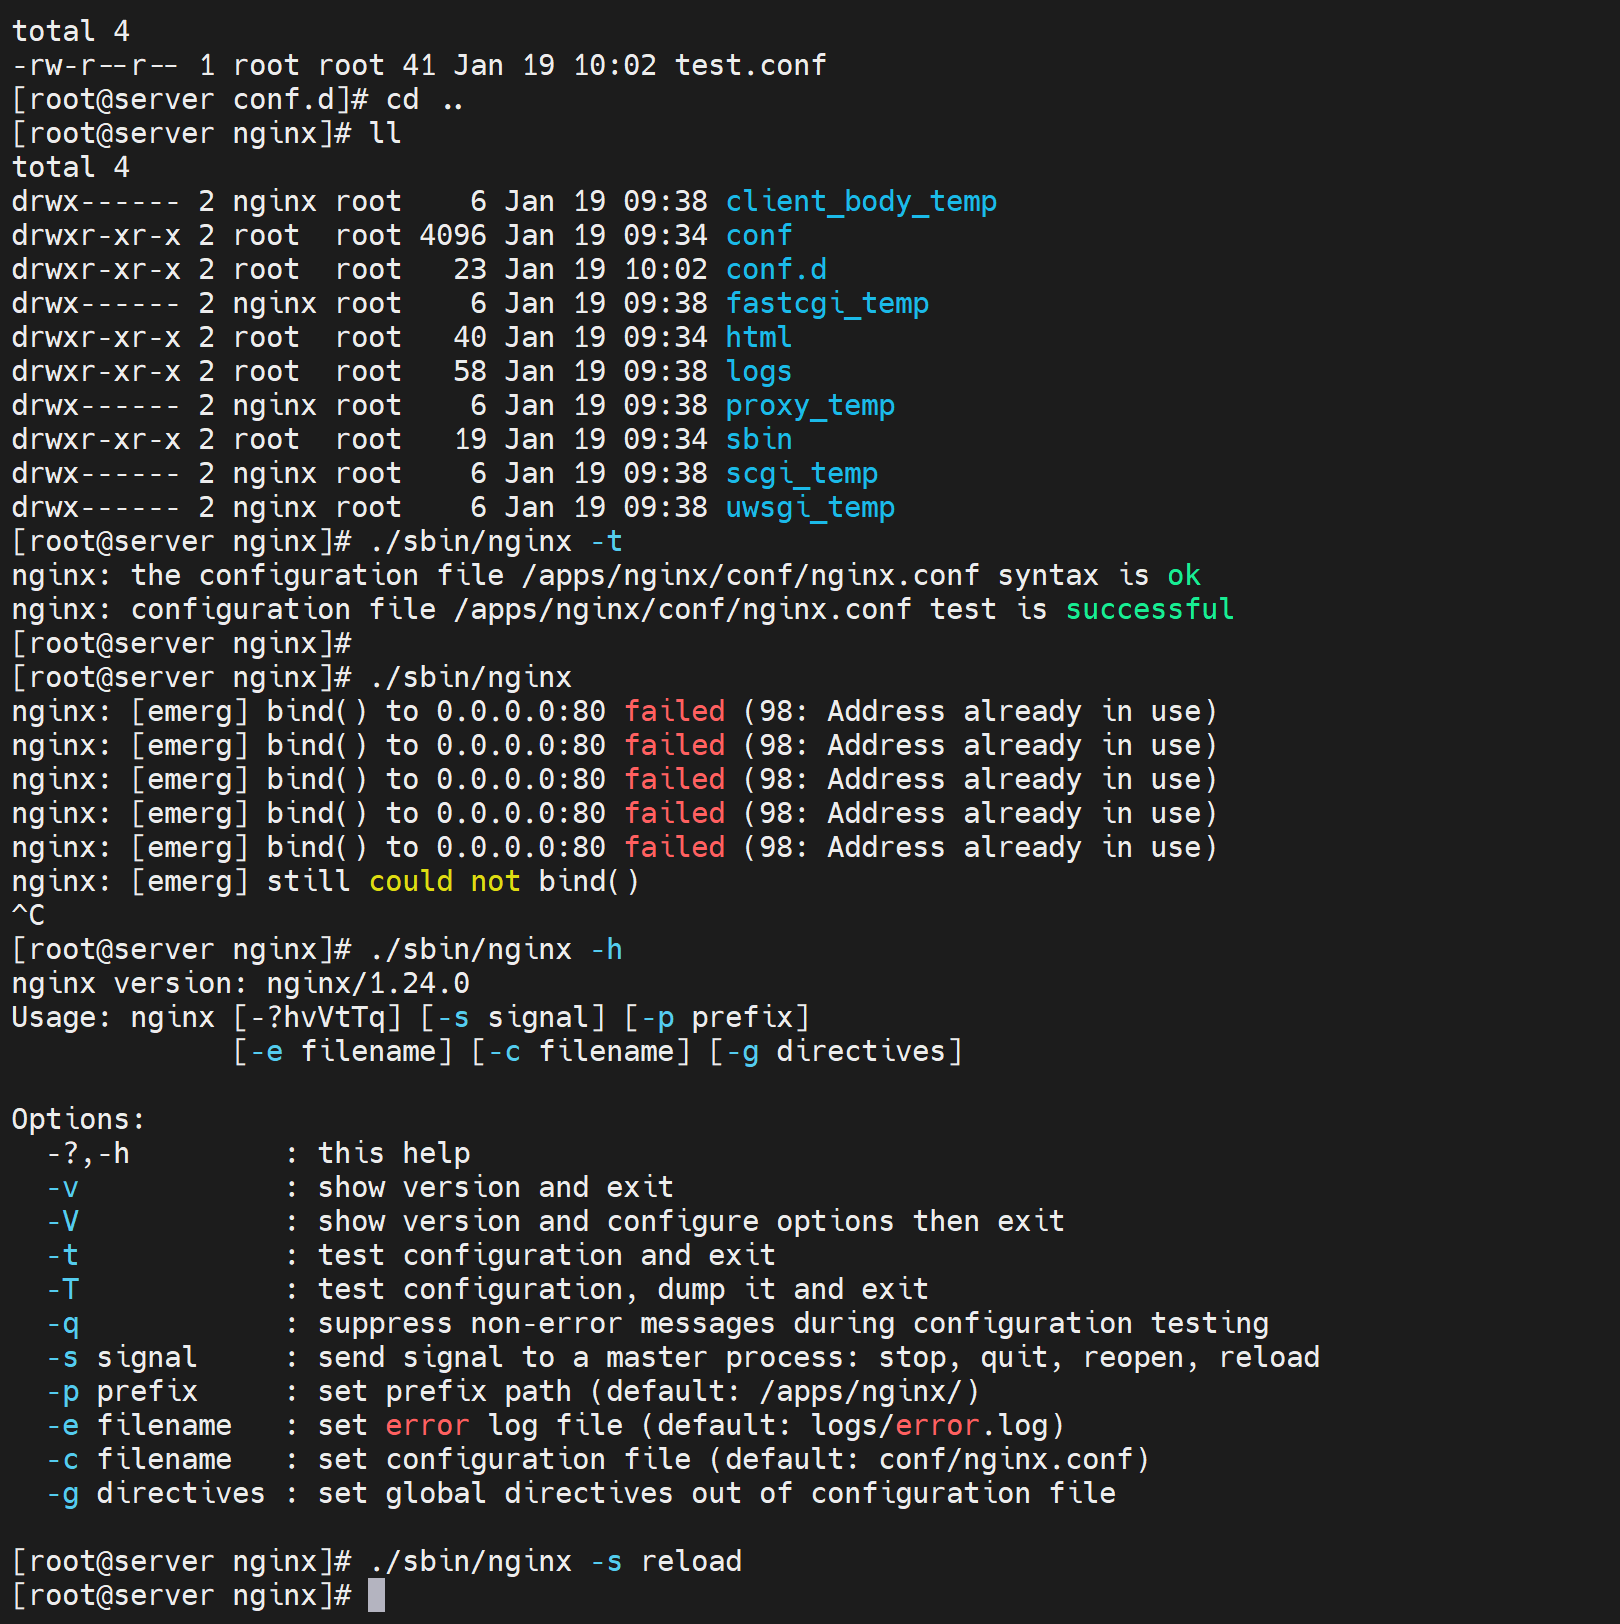 total 4
-rw-r--r-- 1 root root 41 Jan 19 10:02 test.conf
[root@server conf.d]# cd ..
[root@server nginx]# ll
total 4
drwx------ 2 nginx root    6 Jan 19 09:38 client_body_temp
drwxr-xr-x 2 root  root 4096 Jan 19 09:34 conf
drwxr-xr-x 2 root  root   23 Jan 19 10:02 conf.d
drwx------ 2 nginx root    6 Jan 19 09:38 fastcgi_temp
drwxr-xr-x 2 root  root   40 Jan 19 09:34 html
drwxr-xr-x 2 root  root   58 Jan 19 09:38 logs
drwx------ 2 nginx root    6 Jan 19 09:38 proxy_temp
drwxr-xr-x 2 root  root   19 Jan 19 09:34 sbin
drwx------ 2 nginx root    6 Jan 19 09:38 scgi_temp
drwx------ 2 nginx root    6 Jan 19 09:38 uwsgi_temp
[root@server nginx]# ./sbin/nginx -t
nginx: the configuration file /apps/nginx/conf/nginx.conf syntax is ok
nginx: configuration file /apps/nginx/conf/nginx.conf test is successful
[root@server nginx]#
[root@server nginx]# ./sbin/nginx
nginx: [emerg] bind() to 0.0.0.0:80 failed (98: Address already in use)
nginx: [emerg] bind() to 0.0.0.0:80 failed (98: Address already in use)
nginx: [emerg] bind() to 0.0.0.0:80 failed (98: Address already in use)
nginx: [emerg] bind() to 0.0.0.0:80 failed (98: Address already in use)
nginx: [emerg] bind() to 0.0.0.0:80 failed (98: Address already in use)
nginx: [emerg] still could not bind()
^C
[root@server nginx]# ./sbin/nginx -h
nginx version: nginx/1.24.0
Usage: nginx [-?hvVtTq] [-s signal] [-p prefix]
             [-e filename] [-c filename] [-g directives]

Options:
  -?,-h         : this help
  -v            : show version and exit
  -V            : show version and configure options then exit
  -t            : test configuration and exit
  -T            : test configuration, dump it and exit
  -q            : suppress non-error messages during configuration testing
  -s signal     : send signal to a master process: stop, quit, reopen, reload
  -p prefix     : set prefix path (default: /apps/nginx/)
  -e filename   : set error log file (default: logs/error.log)
  -c filename   : set configuration file (default: conf/nginx.conf)
  -g directives : set global directives out of configuration file

[root@server nginx]# ./sbin/nginx -s reload
[root@server nginx]#